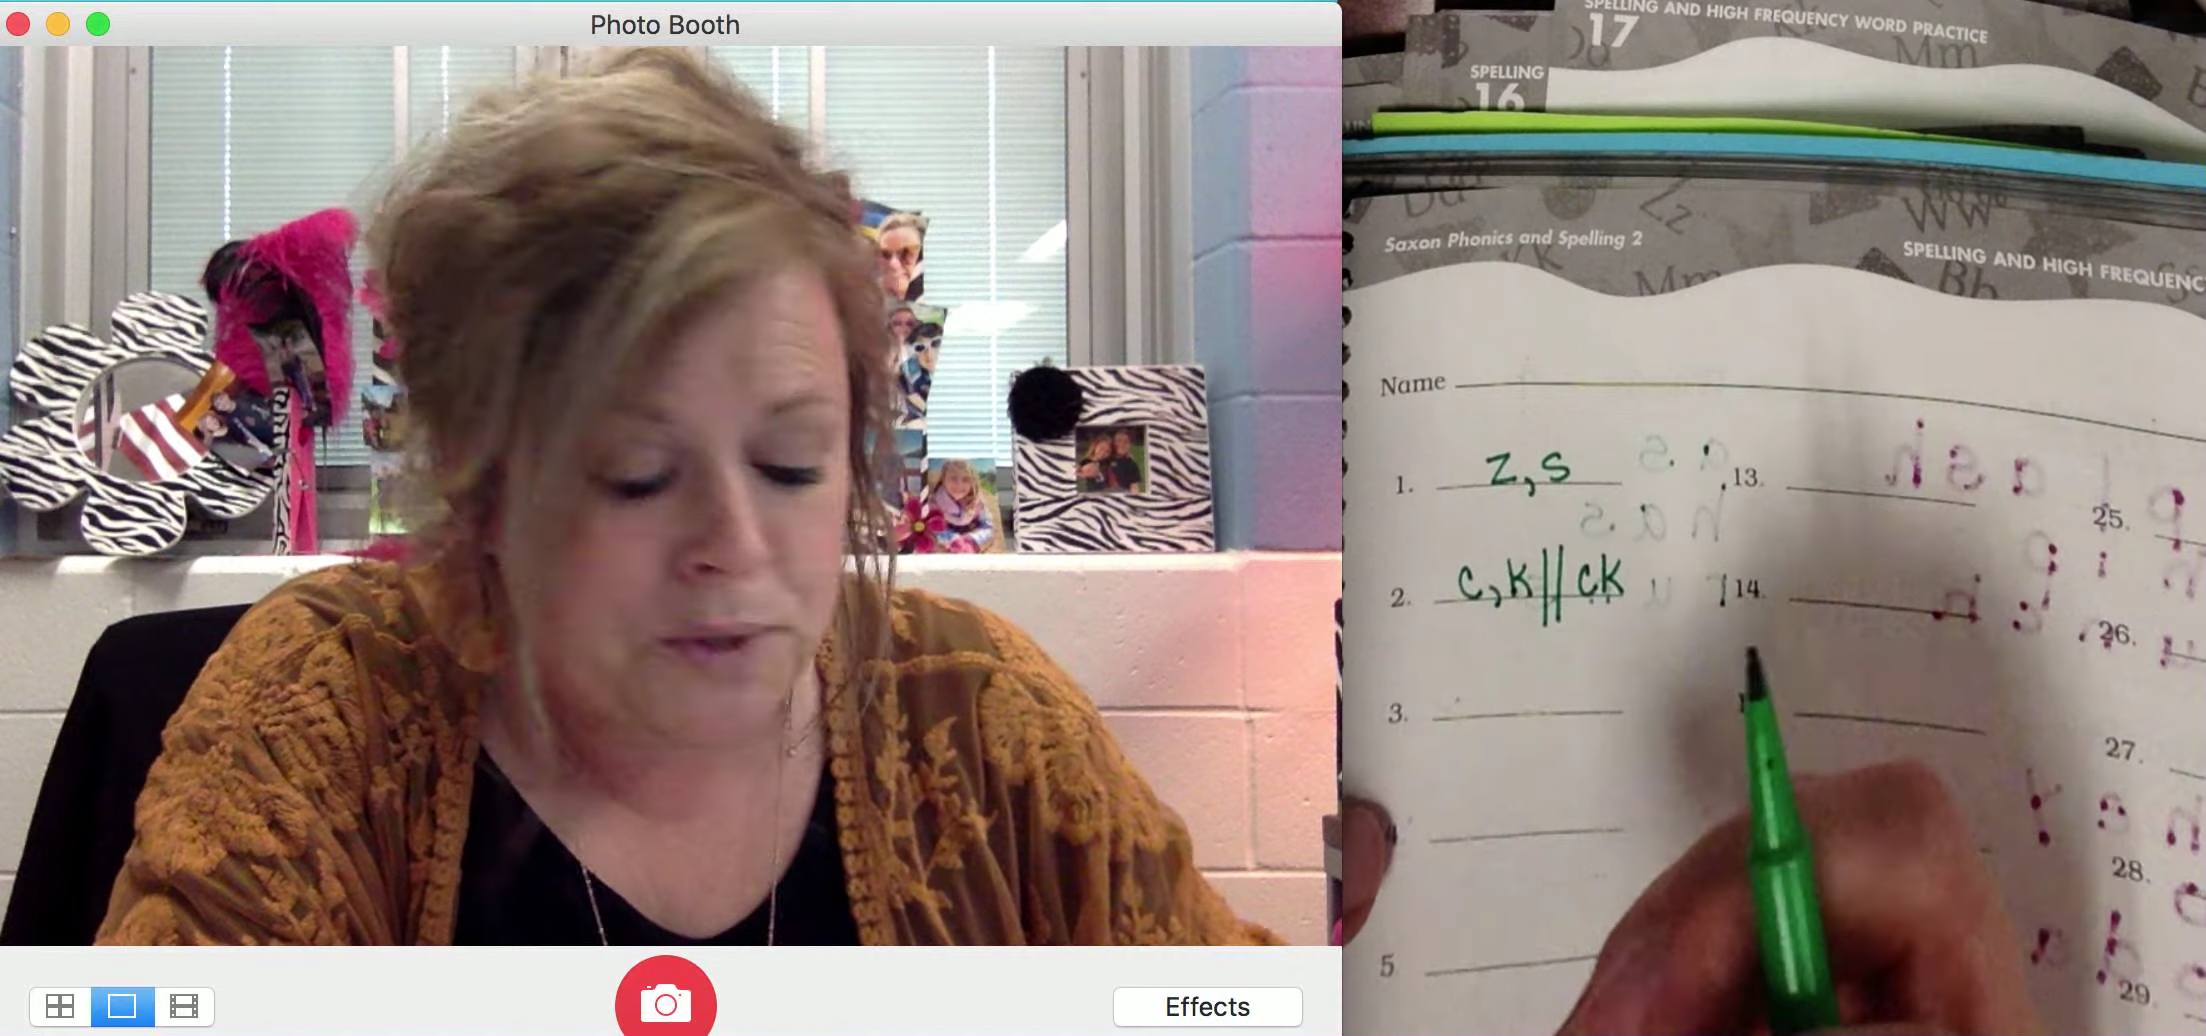 Photo Booth
Effects
SPELLING AND HIGH FREQUENCY WORD PRACTICE
17
SPELLING
16
Saxon Phonics and Spelling 2
SPELLING AND HIGH FREQUENC
Name
1. z, s
2. c, k || ck
3.
5
13.
14.
25.
26.
27.
28.
29.